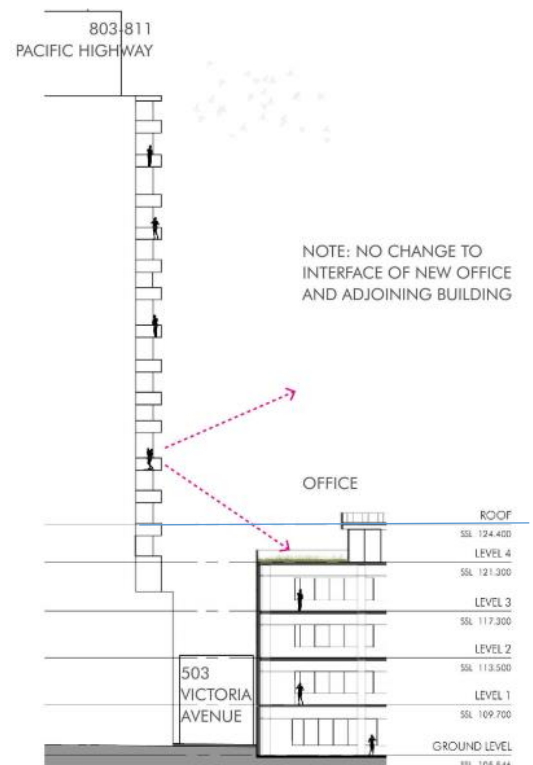 803-811
PACIFIC HIGHWAY
NOTE: NO CHANGE TO
INTERFACE OF NEW OFFICE
AND ADJOINING BUILDING
OFFICE
ROOF
SSL 124.400
LEVEL 4
SSL 121.300
LEVEL 3
SSL 117.300
LEVEL 2
SSL 113.500
503
VICTORIA
AVENUE
LEVEL 1
SSL 109.700
GROUND LEVEL